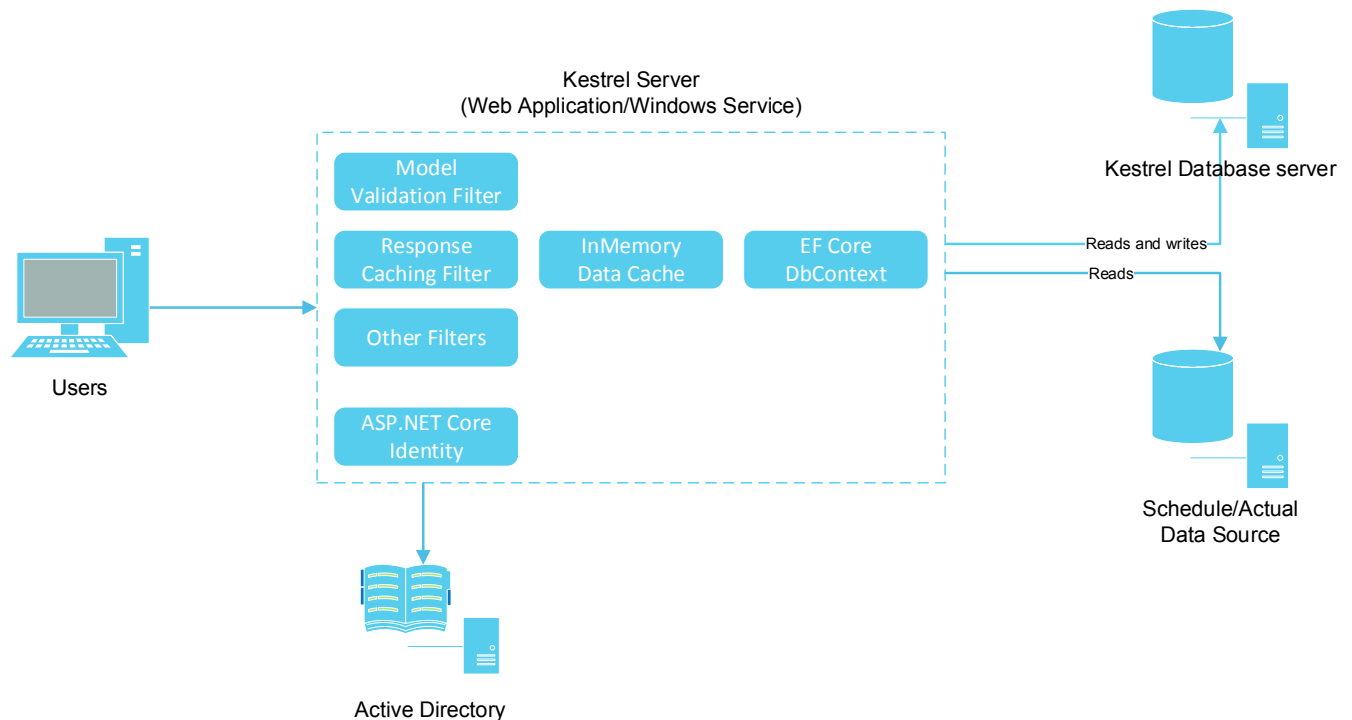 Kestrel Server
(Web Application/Windows Service)
Model
Validation Filter
Response
Caching Filter
InMemory
Data Cache
EF Core
DbContext
Other Filters
ASP.NET Core
Identity
Users
Reads and writes
Reads
Kestrel Database server
Schedule/Actual
Data Source
Active Directory